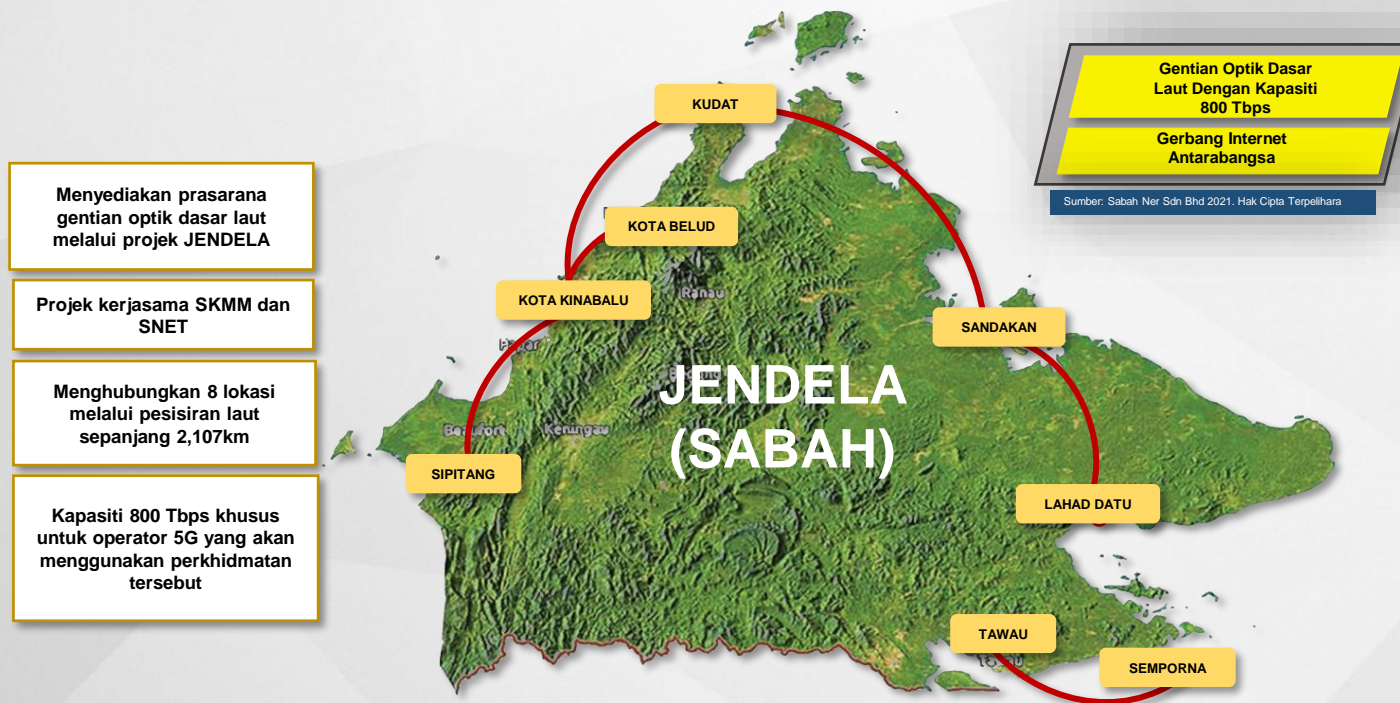 Gentian Optik Dasar
Laut Dengan Kapasiti
800 Tbps
Gerbang Internet
Antarabangsa
Sumber: Sabah Ner Sdn Bhd 2021. Hak Cipta Terpelihara
Menyediakan prasarana
gentian optik dasar laut
melalui projek JENDELA
Projek kerjasama SKMM dan
SNET
Menghubungkan 8 lokasi
melalui pesisiran laut
sepanjang 2,107km
Kapasiti 800 Tbps khusus
untuk operator 5G yang akan
menggunakan perkhidmatan
tersebut
KUDAT
KOTA BELUD
KOTA KINABALU
Ranau
SANDAKAN
JENDELA
(SABAH)
Beaufort
Keningau
SIPITANG
LAHAD DATU
TAWAU
SEMPORNA